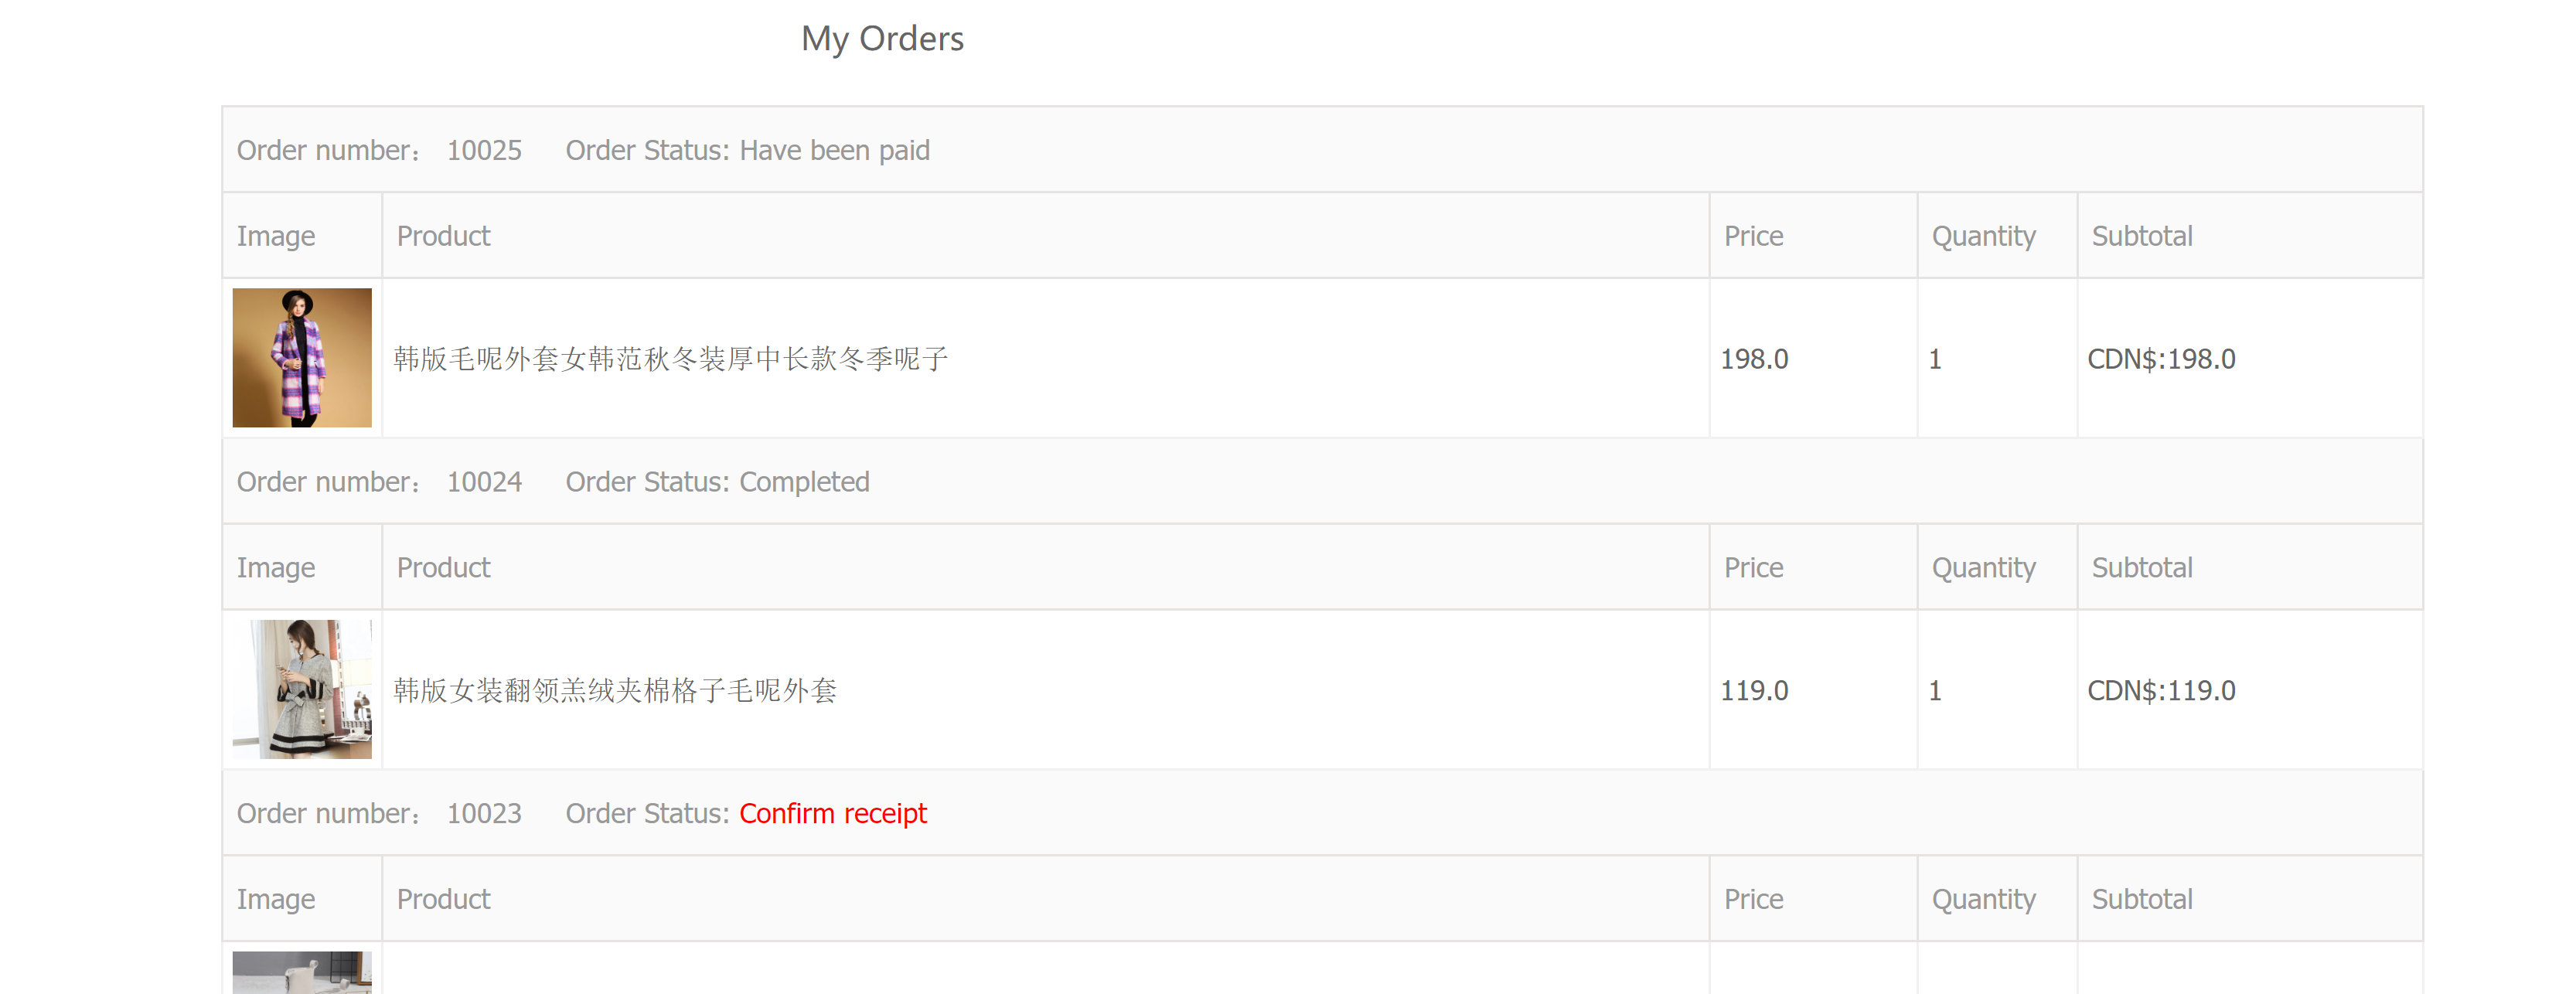 My Orders
Order number： 10025 Order Status: Have been paid
Image Product Price Quantity Subtotal
韩版毛呢外套女韩范秋冬装厚中长款冬季呢子 198.0 1 CDN$:198.0
Order number： 10024 Order Status: Completed
Image Product Price Quantity Subtotal
韩版女装翻领羔绒夹棉格子毛呢外套 119.0 1 CDN$:119.0
Order number： 10023 Order Status: Confirm receipt
Image Product Price Quantity Subtotal